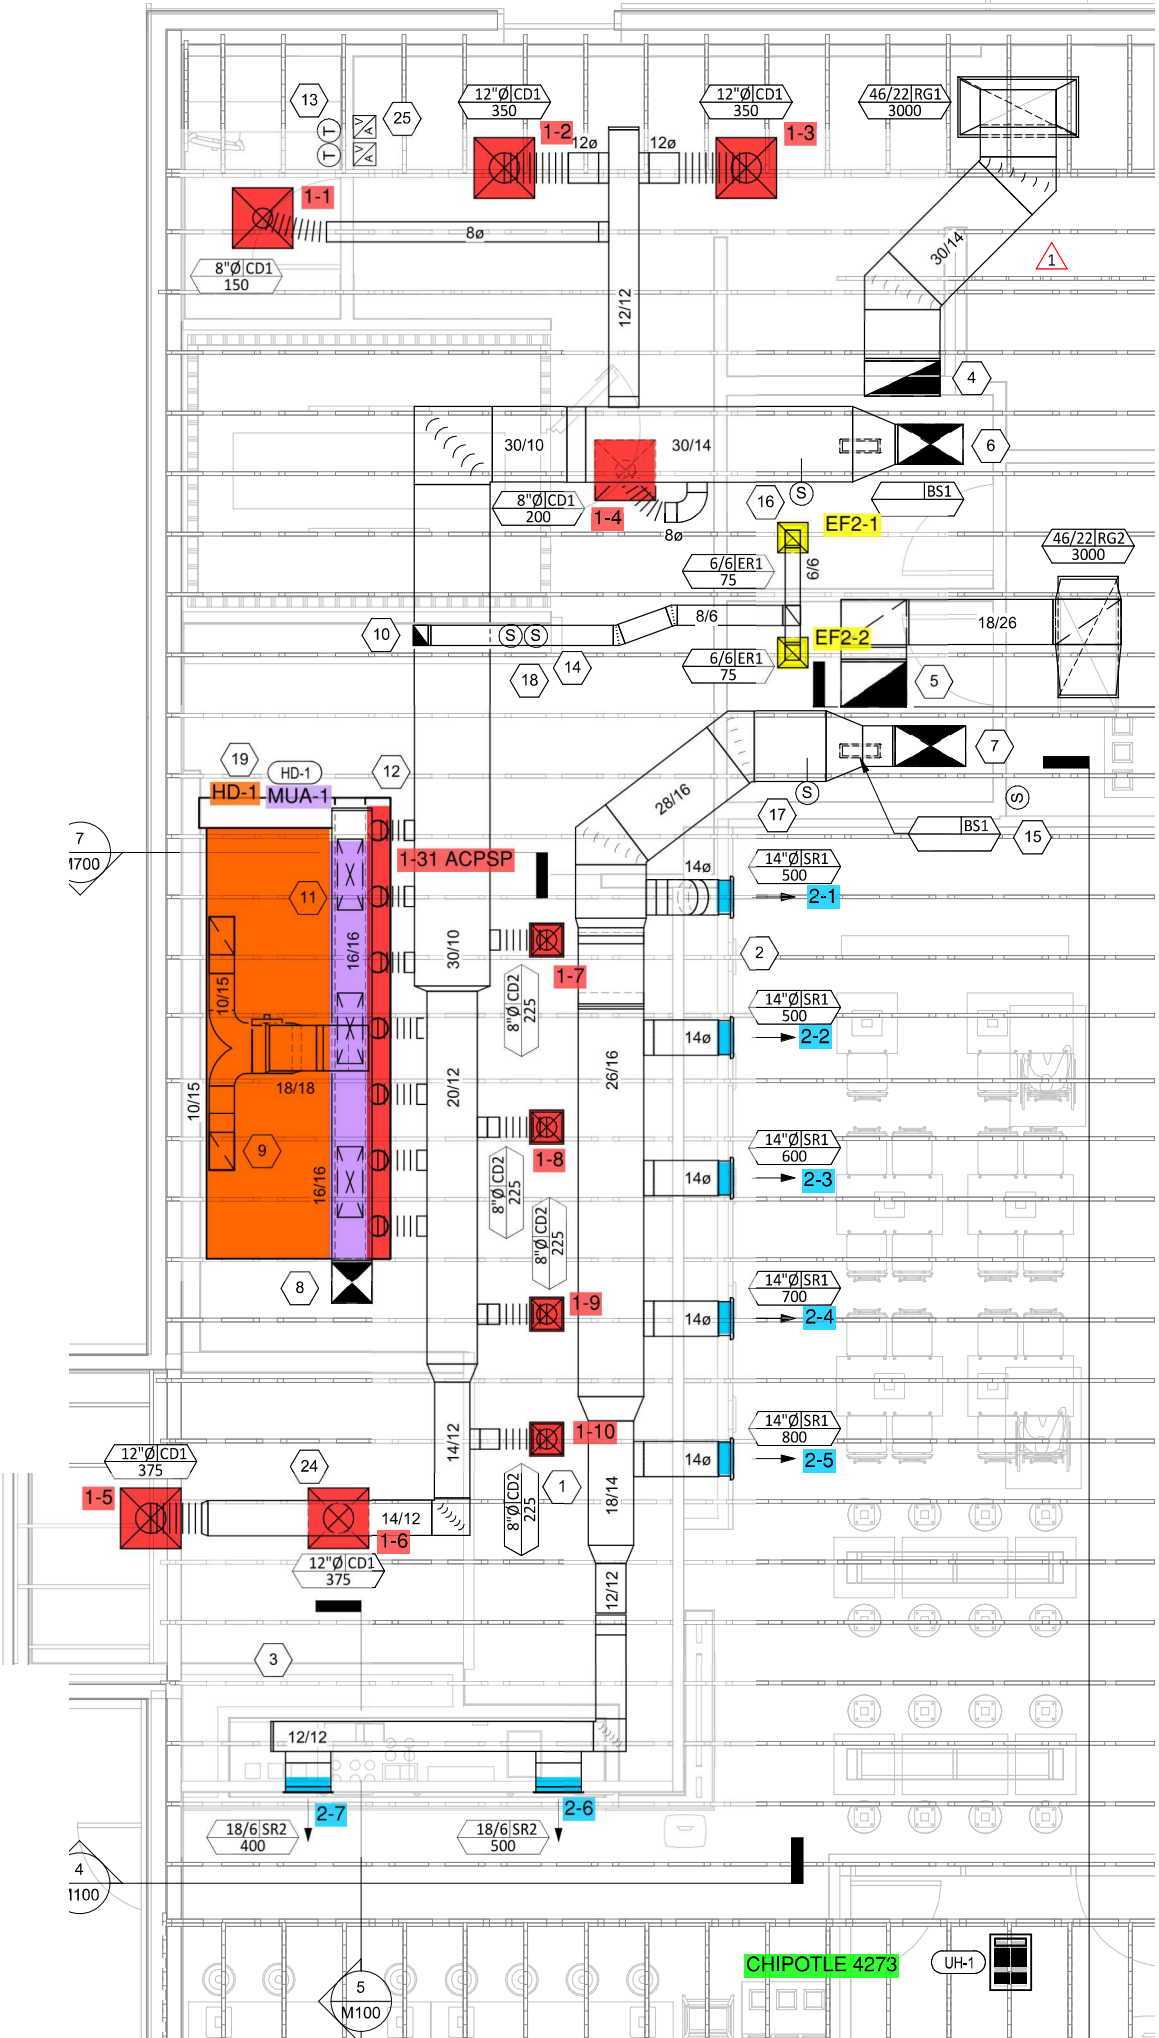 12"Ø CD1
350
12"Ø CD1
350
46/22 RG1
3000
13
25
T
T
V
A
V
A
1-2
12ø
12ø
1-3
1-1
8ø
8"Ø CD1
150
12/12
30/14
1
4
30/10
30/14
6
8"Ø CD1
200
1-4
8ø
16
S
BS1
EF2-1
46/22 RG2
3000
6/6 ER1
75
6/6
10
S
S
8/6
18/26
14
18
EF2-2
6/6 ER1
75
5
7
19
HD-1
12
HD-1
MUA-1
28/16
17
S
S
BS1
15
7
M700
1-31 ACPSP
14ø
14"Ø SR1
500
2-1
11
16/16
30/10
1-7
8"Ø CD2
225
2
10/15
14"Ø SR1
500
14ø
2-2
26/16
18/18
10/15
20/12
9
16/16
1-8
8"Ø CD2
225
14"Ø SR1
600
14ø
2-3
8"Ø CD2
225
8
1-9
14"Ø SR1
700
14ø
2-4
1-10
14"Ø SR1
800
14ø
2-5
14/12
12"Ø CD1
375
24
1-5
14/12
1-6
8"Ø CD2
225
1
18/14
12"Ø CD1
375
12/12
3
12/12
2-7
2-6
18/6 SR2
400
18/6 SR2
500
4
M100
CHIPOTLE 4273
UH-1
5
M100